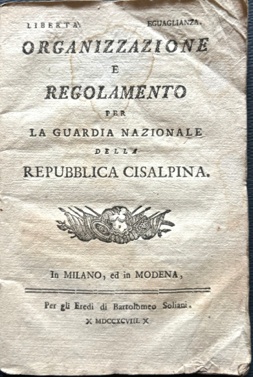 LIBERTA'. EGUAGLIANZA.
ORGANIZZAZIONE
E
REGOLAMENTO
PER
LA GUARDIA NAZIONALE
DELLA
REPUBBLICA CISALPINA.
In MILANO, ed in MODENA,
Per gli Eredi di Bartolomeo Soliani.
X MDCCXCVIII. X